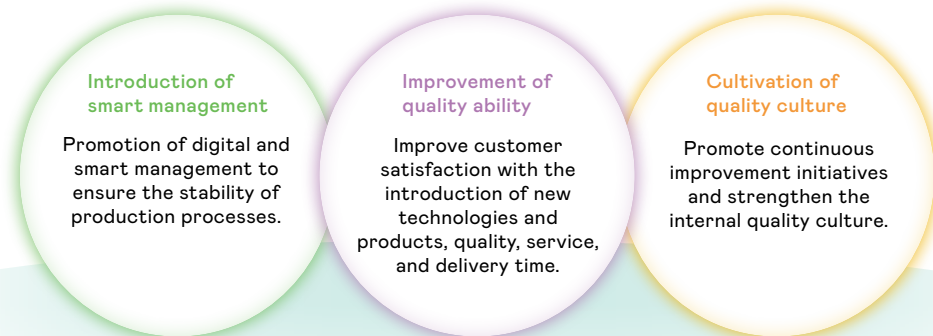 Introduction of
smart management
Promotion of digital and
smart management to
ensure the stability of
production processes.
Improvement of
quality ability
Improve customer
satisfaction with the
introduction of new
technologies and
products, quality, service,
and delivery time.
Cultivation of
quality culture
Promote continuous
improvement initiatives
and strengthen the
internal quality culture.